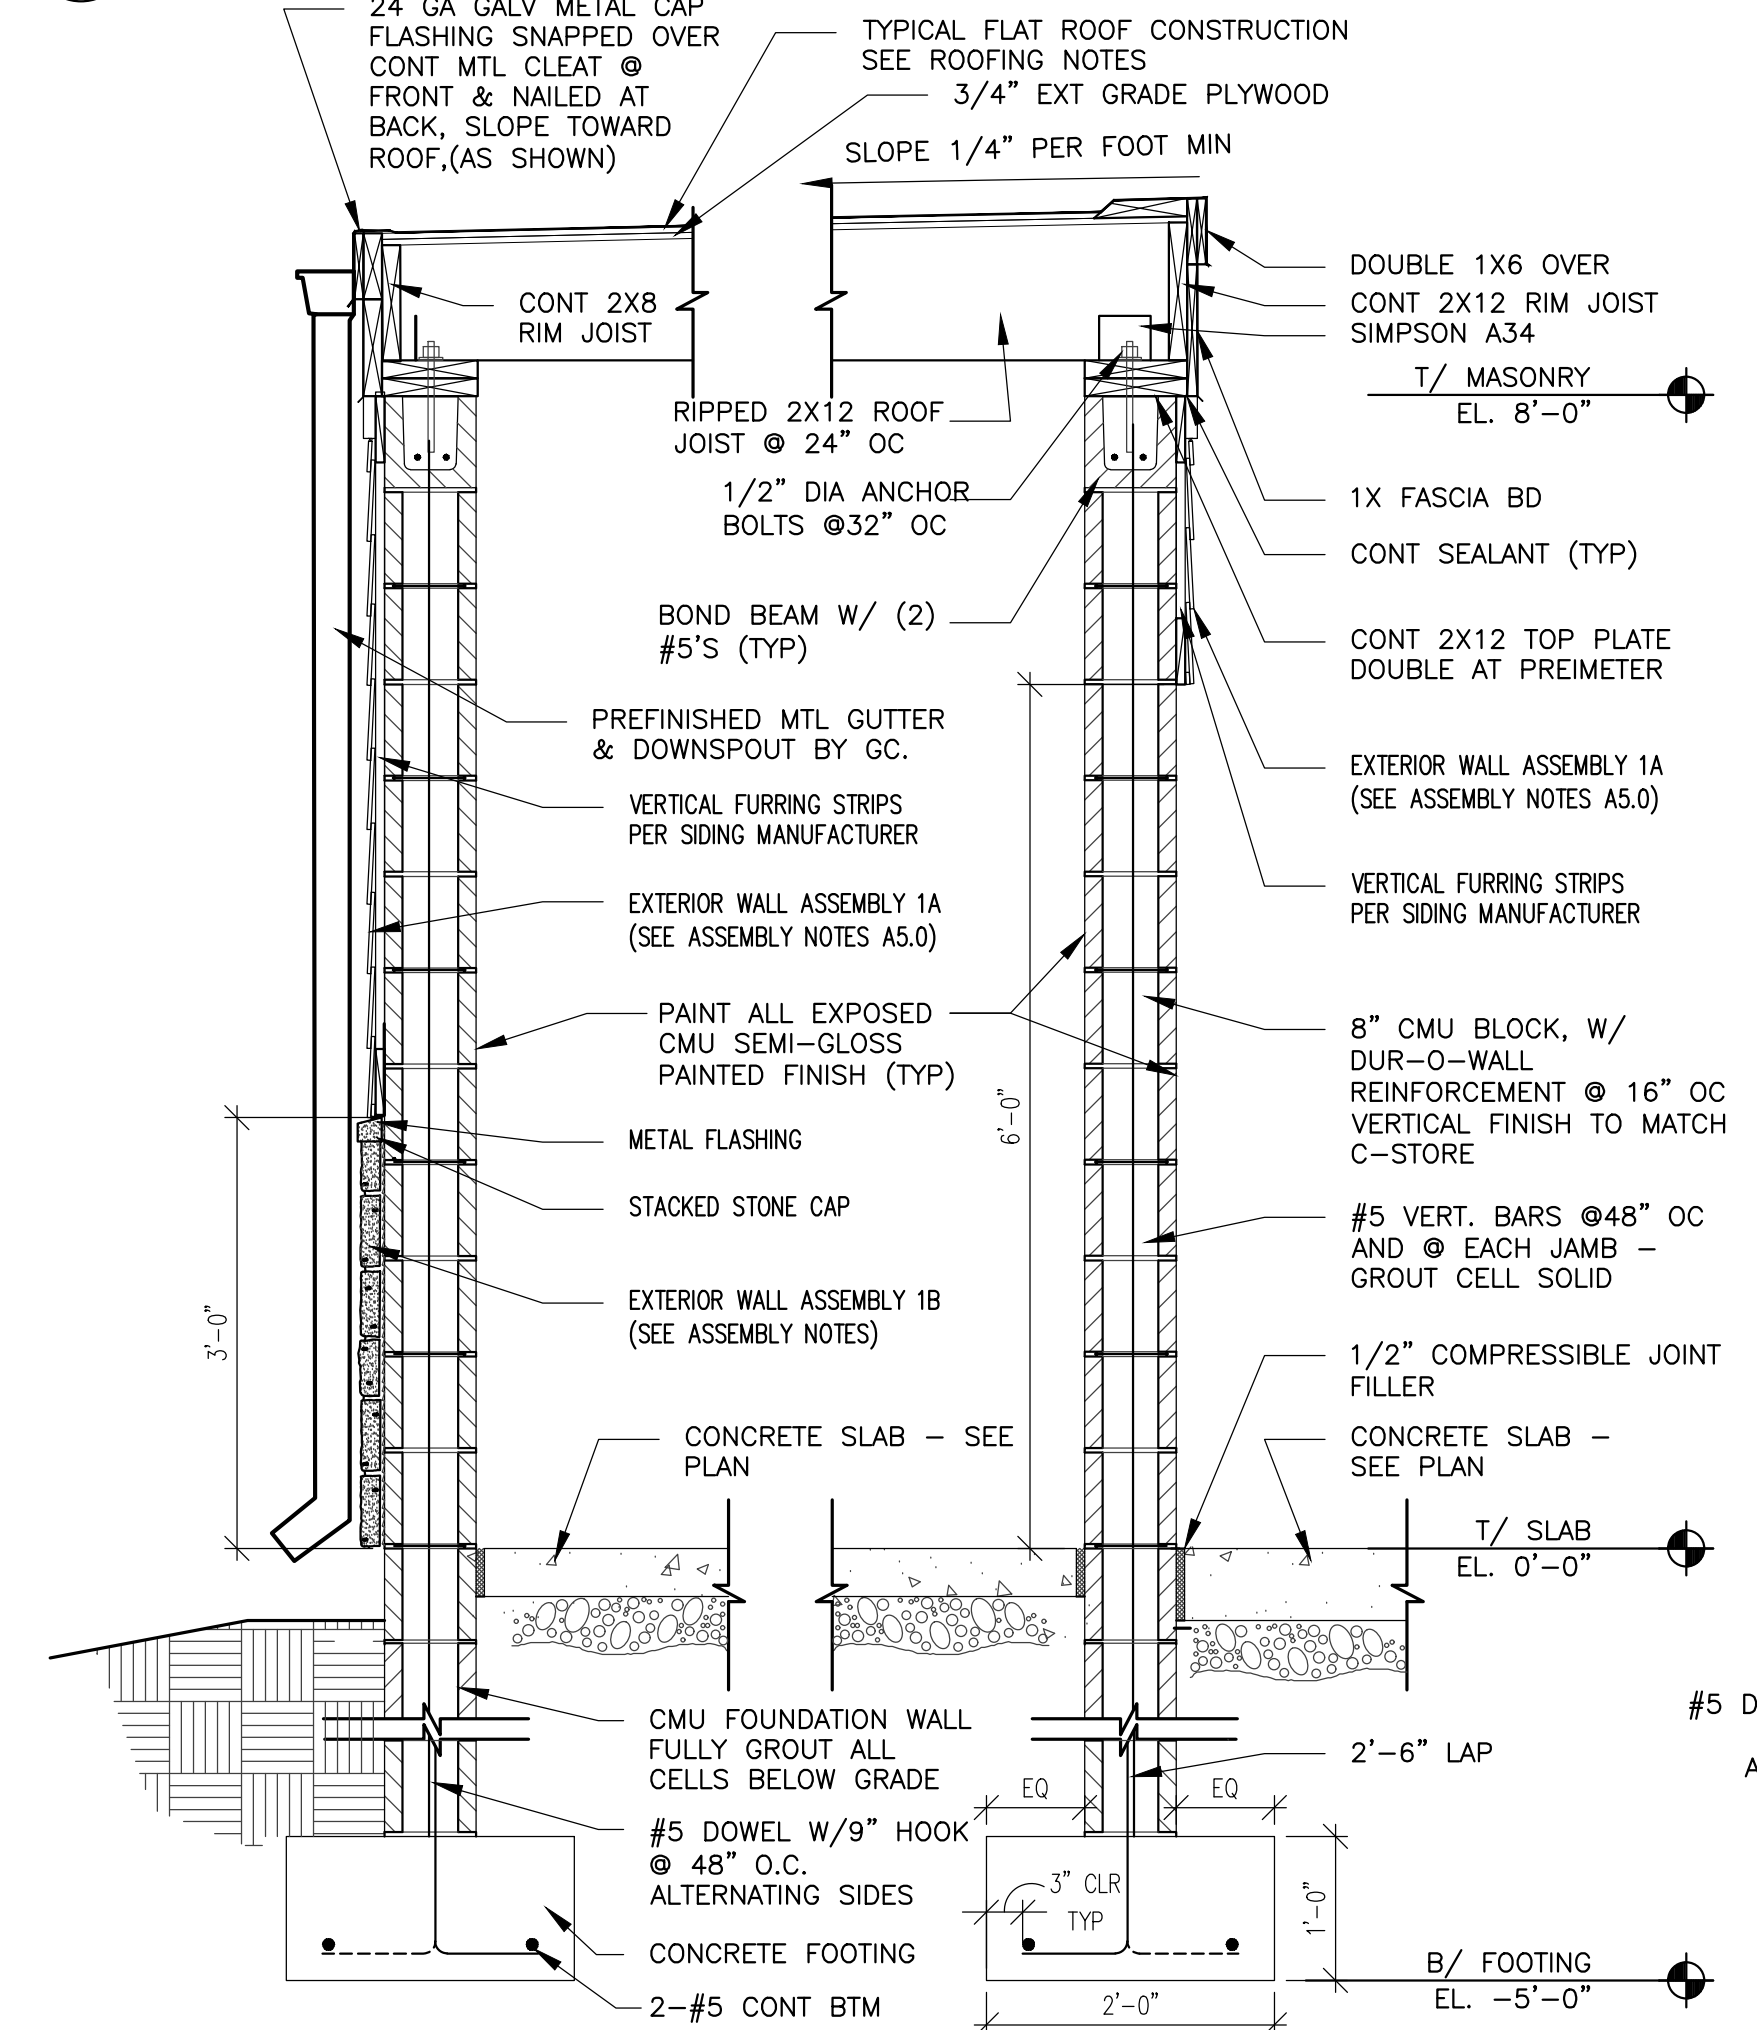 24 GA GALV METAL CAP
FLASHING SNAPPED OVER
CONT MTL CLEAT @
FRONT & NAILED AT
BACK, SLOPE TOWARD
ROOF,(AS SHOWN)
TYPICAL FLAT ROOF CONSTRUCTION
SEE ROOFING NOTES
3/4" EXT GRADE PLYWOOD
SLOPE 1/4" PER FOOT MIN
CONT 2X8
RIM JOIST
RIPPED 2X12 ROOF
JOIST @ 24" OC
1/2" DIA ANCHOR
BOLTS @32" OC
BOND BEAM W/ (2)
#5'S (TYP)
PREFINISHED MTL GUTTER
& DOWNSPOUT BY GC.
VERTICAL FURRING STRIPS
PER SIDING MANUFACTURER
EXTERIOR WALL ASSEMBLY 1A
(SEE ASSEMBLY NOTES A5.0)
PAINT ALL EXPOSED
CMU SEMI-GLOSS
PAINTED FINISH (TYP)
METAL FLASHING
STACKED STONE CAP
EXTERIOR WALL ASSEMBLY 1B
(SEE ASSEMBLY NOTES)
CONCRETE SLAB - SEE
PLAN
CMU FOUNDATION WALL
FULLY GROUT ALL
CELLS BELOW GRADE
#5 DOWEL W/9" HOOK
@ 48" O.C.
ALTERNATING SIDES
CONCRETE FOOTING
2-#5 CONT BTM
3'-0"
6'-0"
DOUBLE 1X6 OVER
CONT 2X12 RIM JOIST
SIMPSON A34
T/ MASONRY
EL. 8'-0"
1X FASCIA BD
CONT SEALANT (TYP)
CONT 2X12 TOP PLATE
DOUBLE AT PREIMETER
EXTERIOR WALL ASSEMBLY 1A
(SEE ASSEMBLY NOTES A5.0)
VERTICAL FURRING STRIPS
PER SIDING MANUFACTURER
8" CMU BLOCK, W/
DUR-O-WALL
REINFORCEMENT @ 16" OC
VERTICAL FINISH TO MATCH
C-STORE
#5 VERT. BARS @48" OC
AND @ EACH JAMB -
GROUT CELL SOLID
1/2" COMPRESSIBLE JOINT
FILLER
CONCRETE SLAB -
SEE PLAN
T/ SLAB
EL. 0'-0"
#5 D
2'-6" LAP
A
EQ
EQ
3" CLR
TYP
1'-0"
B/ FOOTING
EL. -5'-0"
2'-0"